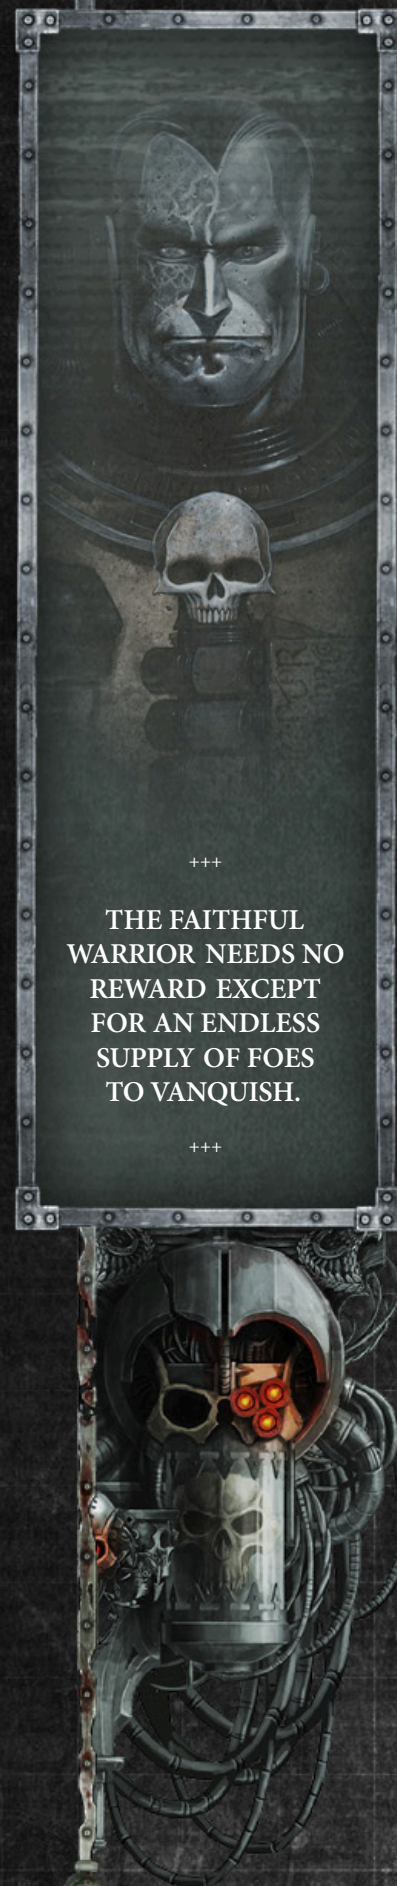 +++
THE FAITHFUL
WARRIOR NEEDS NO
REWARD EXCEPT
FOR AN ENDLESS
SUPPLY OF FOES
TO VANQUISH.
+++